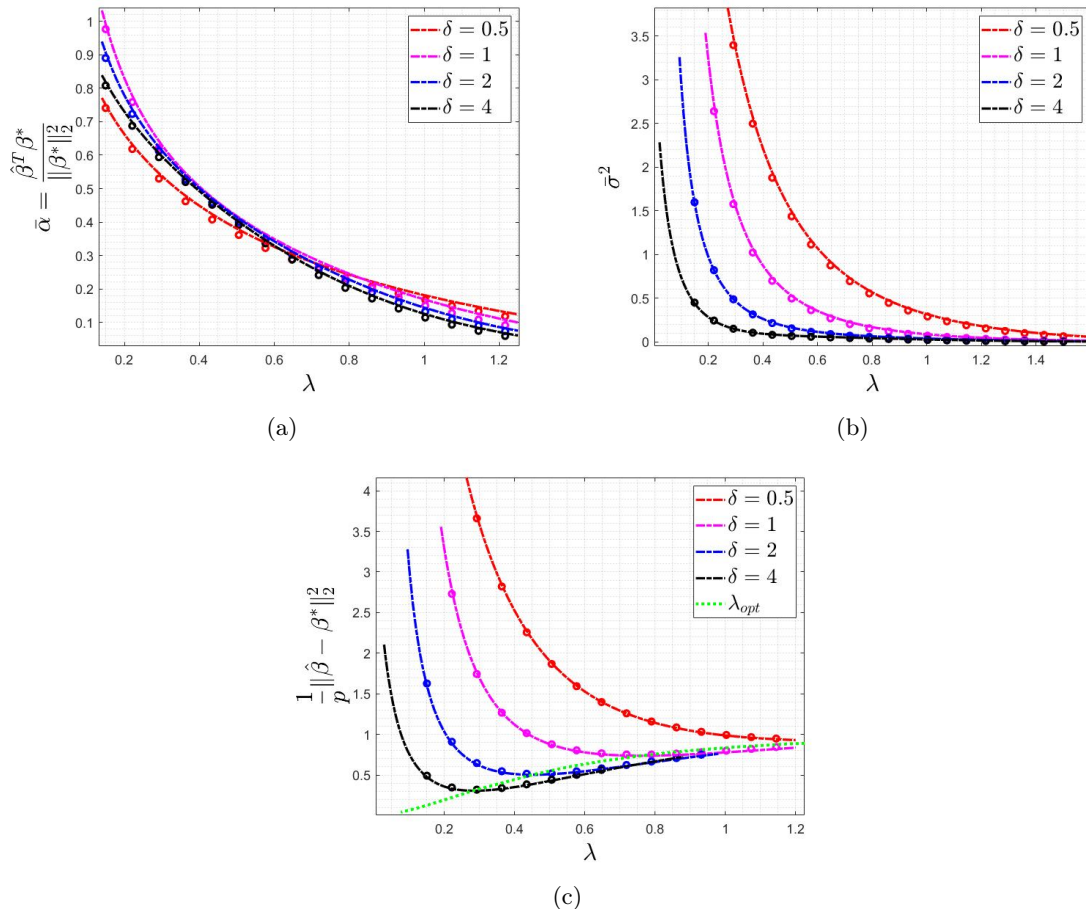 1
0.9
0.8
0.7
0.6
0.5
0.4
0.3
0.2
0.1
ᾱ = β̂ᵀβ* / ||β*||₂²
δ = 0.5
δ = 1
δ = 2
δ = 4
0.2 0.4 0.6 0.8 1 1.2
λ
(a)
3.5
3
2.5
2
1.5
1
0.5
0
σ̄²
δ = 0.5
δ = 1
δ = 2
δ = 4
0.2 0.4 0.6 0.8 1 1.2 1.4
λ
(b)
4
3.5
3
2.5
2
1.5
1
0.5
1/p ||β̂ − β*||₂²
δ = 0.5
δ = 1
δ = 2
δ = 4
λ_opt
0.2 0.4 0.6 0.8 1 1.2
λ
(c)